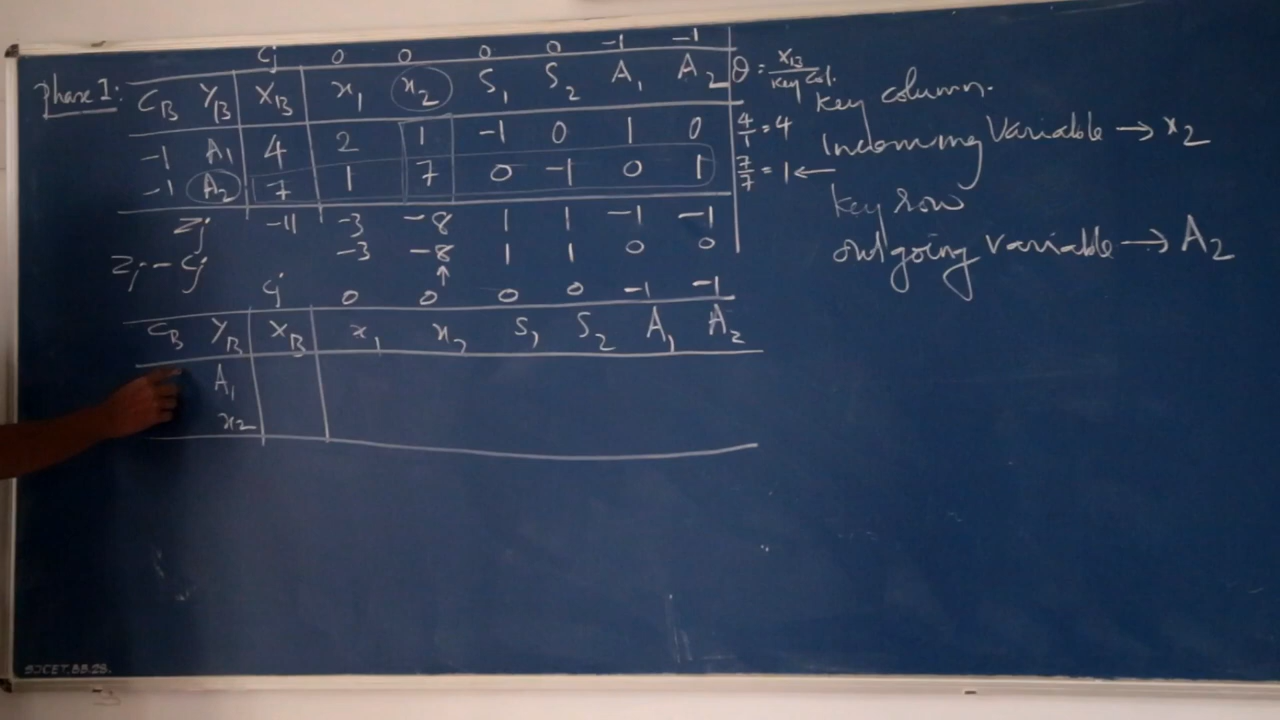 Phase I:
Cj 0 0 0 0 -1 -1
CB YB XB x1 x2 S1 S2 A1 A2 θ = XB/Key Col.
-1 A1 4 2 1 -1 0 1 0 4/1 = 4
-1 A2 7 1 7 0 -1 0 1 7/7 = 1 ←
Zj -11 -3 -8 1 1 -1 -1
Zj - Cj -3 -8 1 1 0 0
↑
Key column.
Incoming Variable → x2
Key row
outgoing variable → A2
Cj 0 0 0 0 -1 -1
CB YB XB x1 x2 S1 S2 A1 A2
A1
x2
SJCET.BB.28.